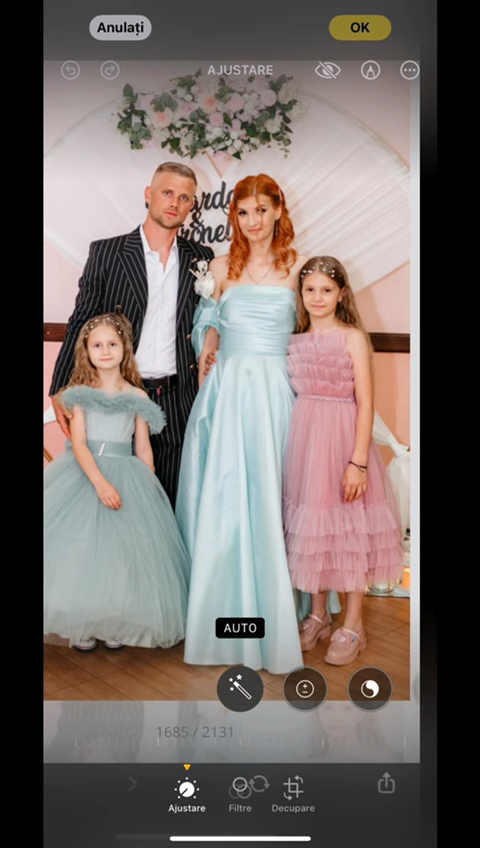 Anulați
OK
AJUSTARE
&
AUTO
1685 / 2131
Ajustare
Filtre
Decupare